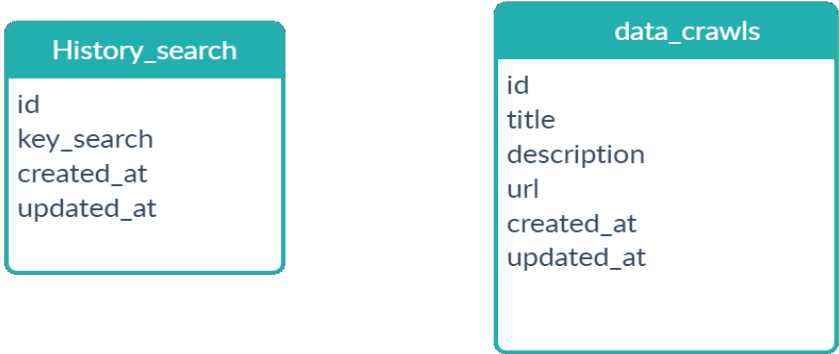 History_search
id
key_search
created_at
updated_at
data_crawls
id
title
description
url
created_at
updated_at